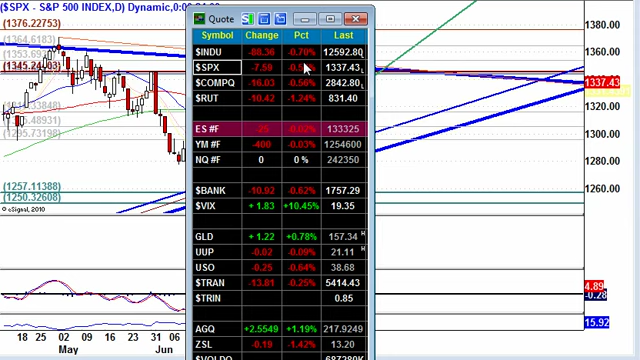 ($SPX - S&P 500 INDEX,D) Dynamic,0:00
Quote
1376.22753
1364.6
1353.69
1345.24403
1257.11388
1250.32608
© eSignal, 2010
Symbol Change Pct Last
$INDU -88.36 -0.70% 12592.80
$SPX -7.59 1337.43
$COMPQ -16.03 -0.56% 2842.80
$RUT -10.42 -1.24% 831.40
ES #F -25 -0.02% 133325
YM #F -400 -0.03% 1254600
NQ #F 0 0 % 242350
$BANK -10.92 -0.62% 1757.29
$VIX + 1.83 +10.45% 19.35
GLD + 1.22 +0.78% 157.34 H
UUP -0.02 -0.09% 21.11 H
USO -0.25 -0.64% 38.68
$TRAN -13.81 -0.25% 5414.43
$TRIN 0.85
AGQ +2.5549 +1.19% 217.9249
ZSL -0.19 -1.42% 13.20
$VOLDO 687280K
1380.00
1360.00
1337.43
1320.00
1300.00
1280.00
1260.00
4.89
-0.28
15.92
18 25 02 09 16 23 31 06
May Jun